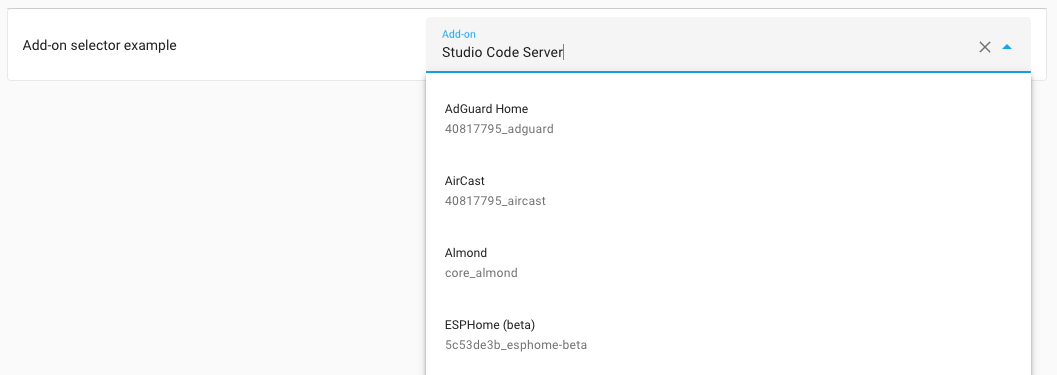 Add-on selector example
Add-on
Studio Code Server
AdGuard Home
40817795_adguard
AirCast
40817795_aircast
Almond
core_almond
ESPHome (beta)
5c53de3b_esphome-beta